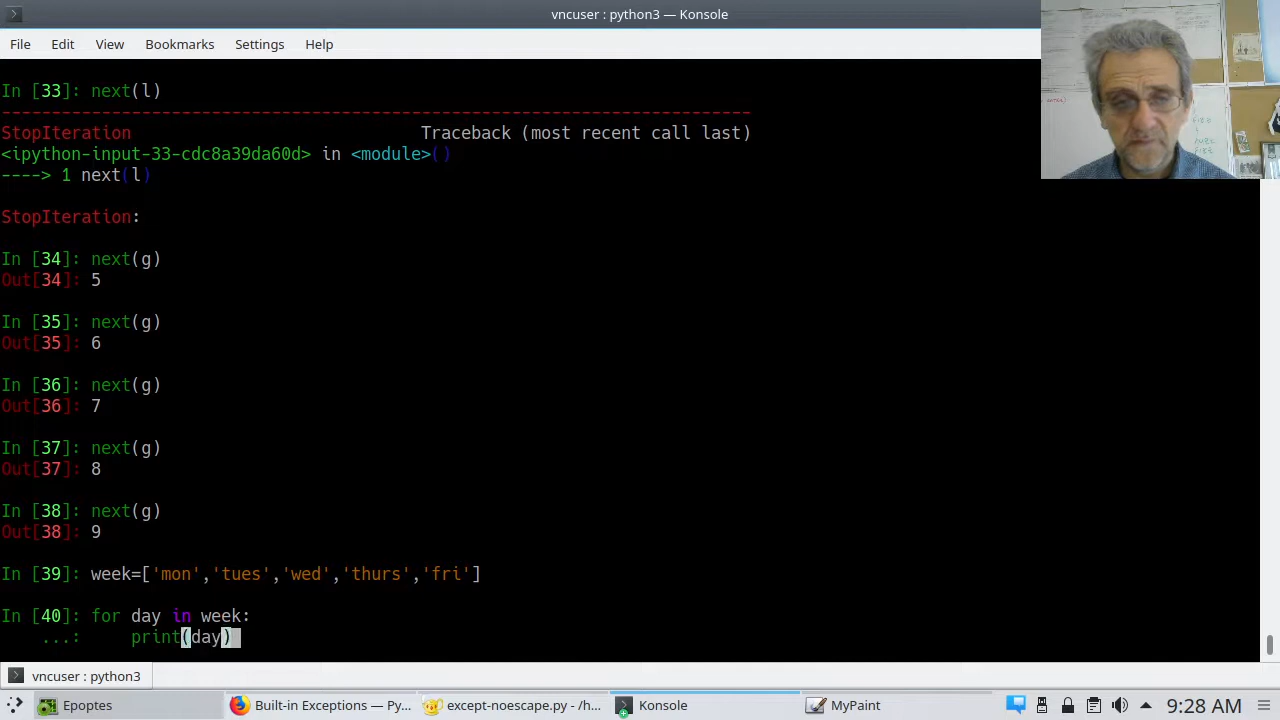 vncuser : python3 — Konsole
File Edit View Bookmarks Settings Help
In [33]: next(l)
---------------------------------------------------------------------------
StopIteration                             Traceback (most recent call last)
<ipython-input-33-cdc8a39da60d> in <module>()
----> 1 next(l)
StopIteration:
In [34]: next(g)
Out[34]: 5
In [35]: next(g)
Out[35]: 6
In [36]: next(g)
Out[36]: 7
In [37]: next(g)
Out[37]: 8
In [38]: next(g)
Out[38]: 9
In [39]: week=['mon','tues','wed','thurs','fri']
In [40]: for day in week:
    ...:     print(day)
vncuser : python3
Epoptes Built-in Exceptions — Py... except-noescape.py - /h... Konsole MyPaint 9:28 AM